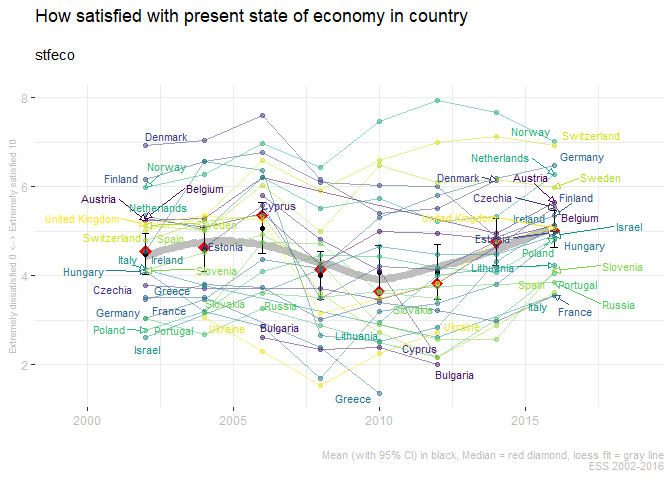 How satisfied with present state of economy in country
stfeco
Extremely dissatisfied 0 <--> Extremely satisfied 10
8
6
4
2
Denmark
Norway
Finland
Austria
Belgium
Netherlands
United Kingdom
Sweden
Cyprus
Switzerland
Spain
Estonia
Italy
Ireland
Hungary
Slovenia
Czechia
Greece
Slovakia
Russia
Germany
France
Poland
Portugal
Ukraine
Bulgaria
Israel
Norway
Switzerland
Netherlands
Germany
Denmark
Austria
Sweden
Czechia
Finland
United Kingdom
Ireland
Belgium
Israel
Estonia
Hungary
Poland
Lithuania
Slovenia
Spain
Portugal
Slovakia
Italy
Russia
France
Ukraine
Lithuania
Cyprus
Bulgaria
Greece
2000
2005
2010
2015
Mean (with 95% CI) in black, Median = red diamond, loess fit = gray line
ESS 2002-2016